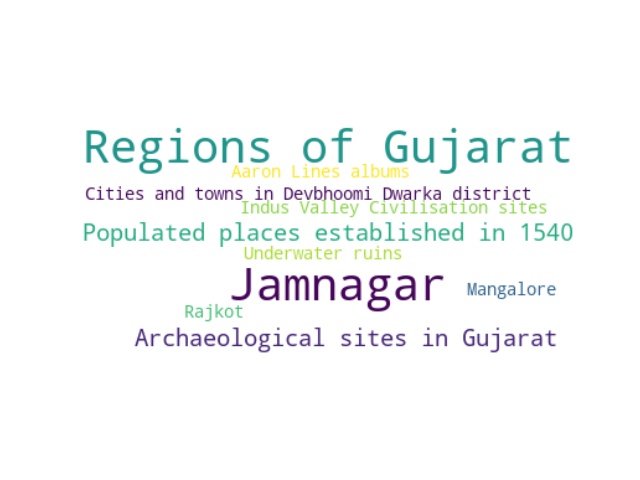 Regions of Gujarat
Aaron Lines albums
Cities and towns in Devbhoomi Dwarka district
Indus Valley Civilisation sites
Populated places established in 1540
Underwater ruins
Jamnagar
Mangalore
Rajkot
Archaeological sites in Gujarat